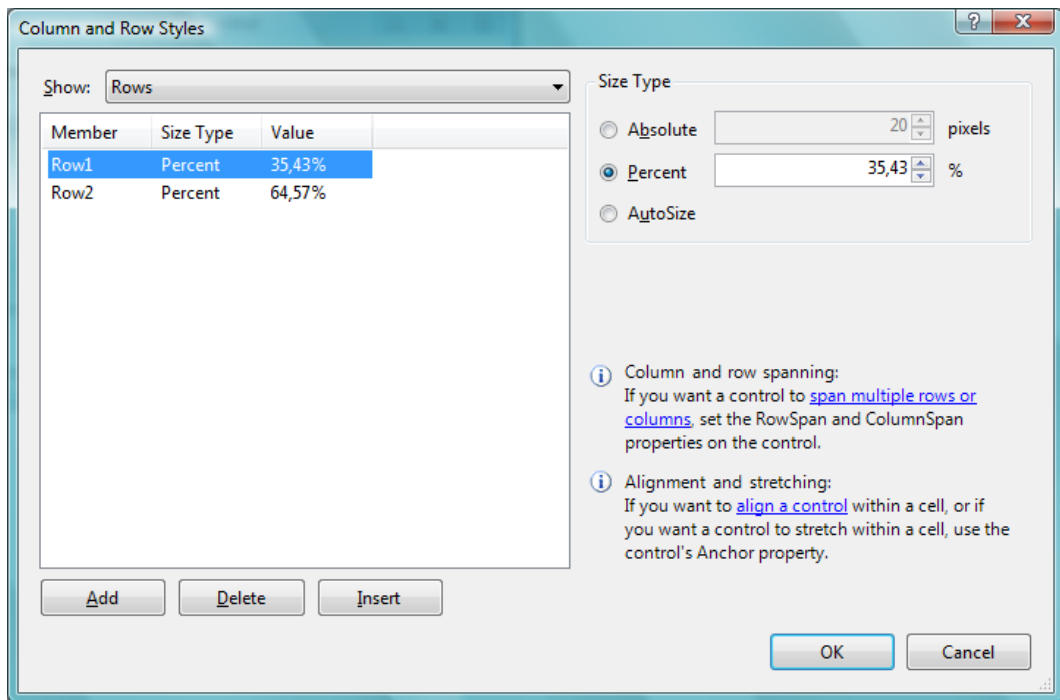 Column and Row Styles
?
X
Show: Rows
Member Size Type Value
Row1 Percent 35,43%
Row2 Percent 64,57%
Add Delete Insert
Size Type
Absolute 20 pixels
Percent 35,43 %
AutoSize
Column and row spanning:
If you want a control to span multiple rows or
columns, set the RowSpan and ColumnSpan
properties on the control.
Alignment and stretching:
If you want to align a control within a cell, or if
you want a control to stretch within a cell, use the
control's Anchor property.
OK Cancel